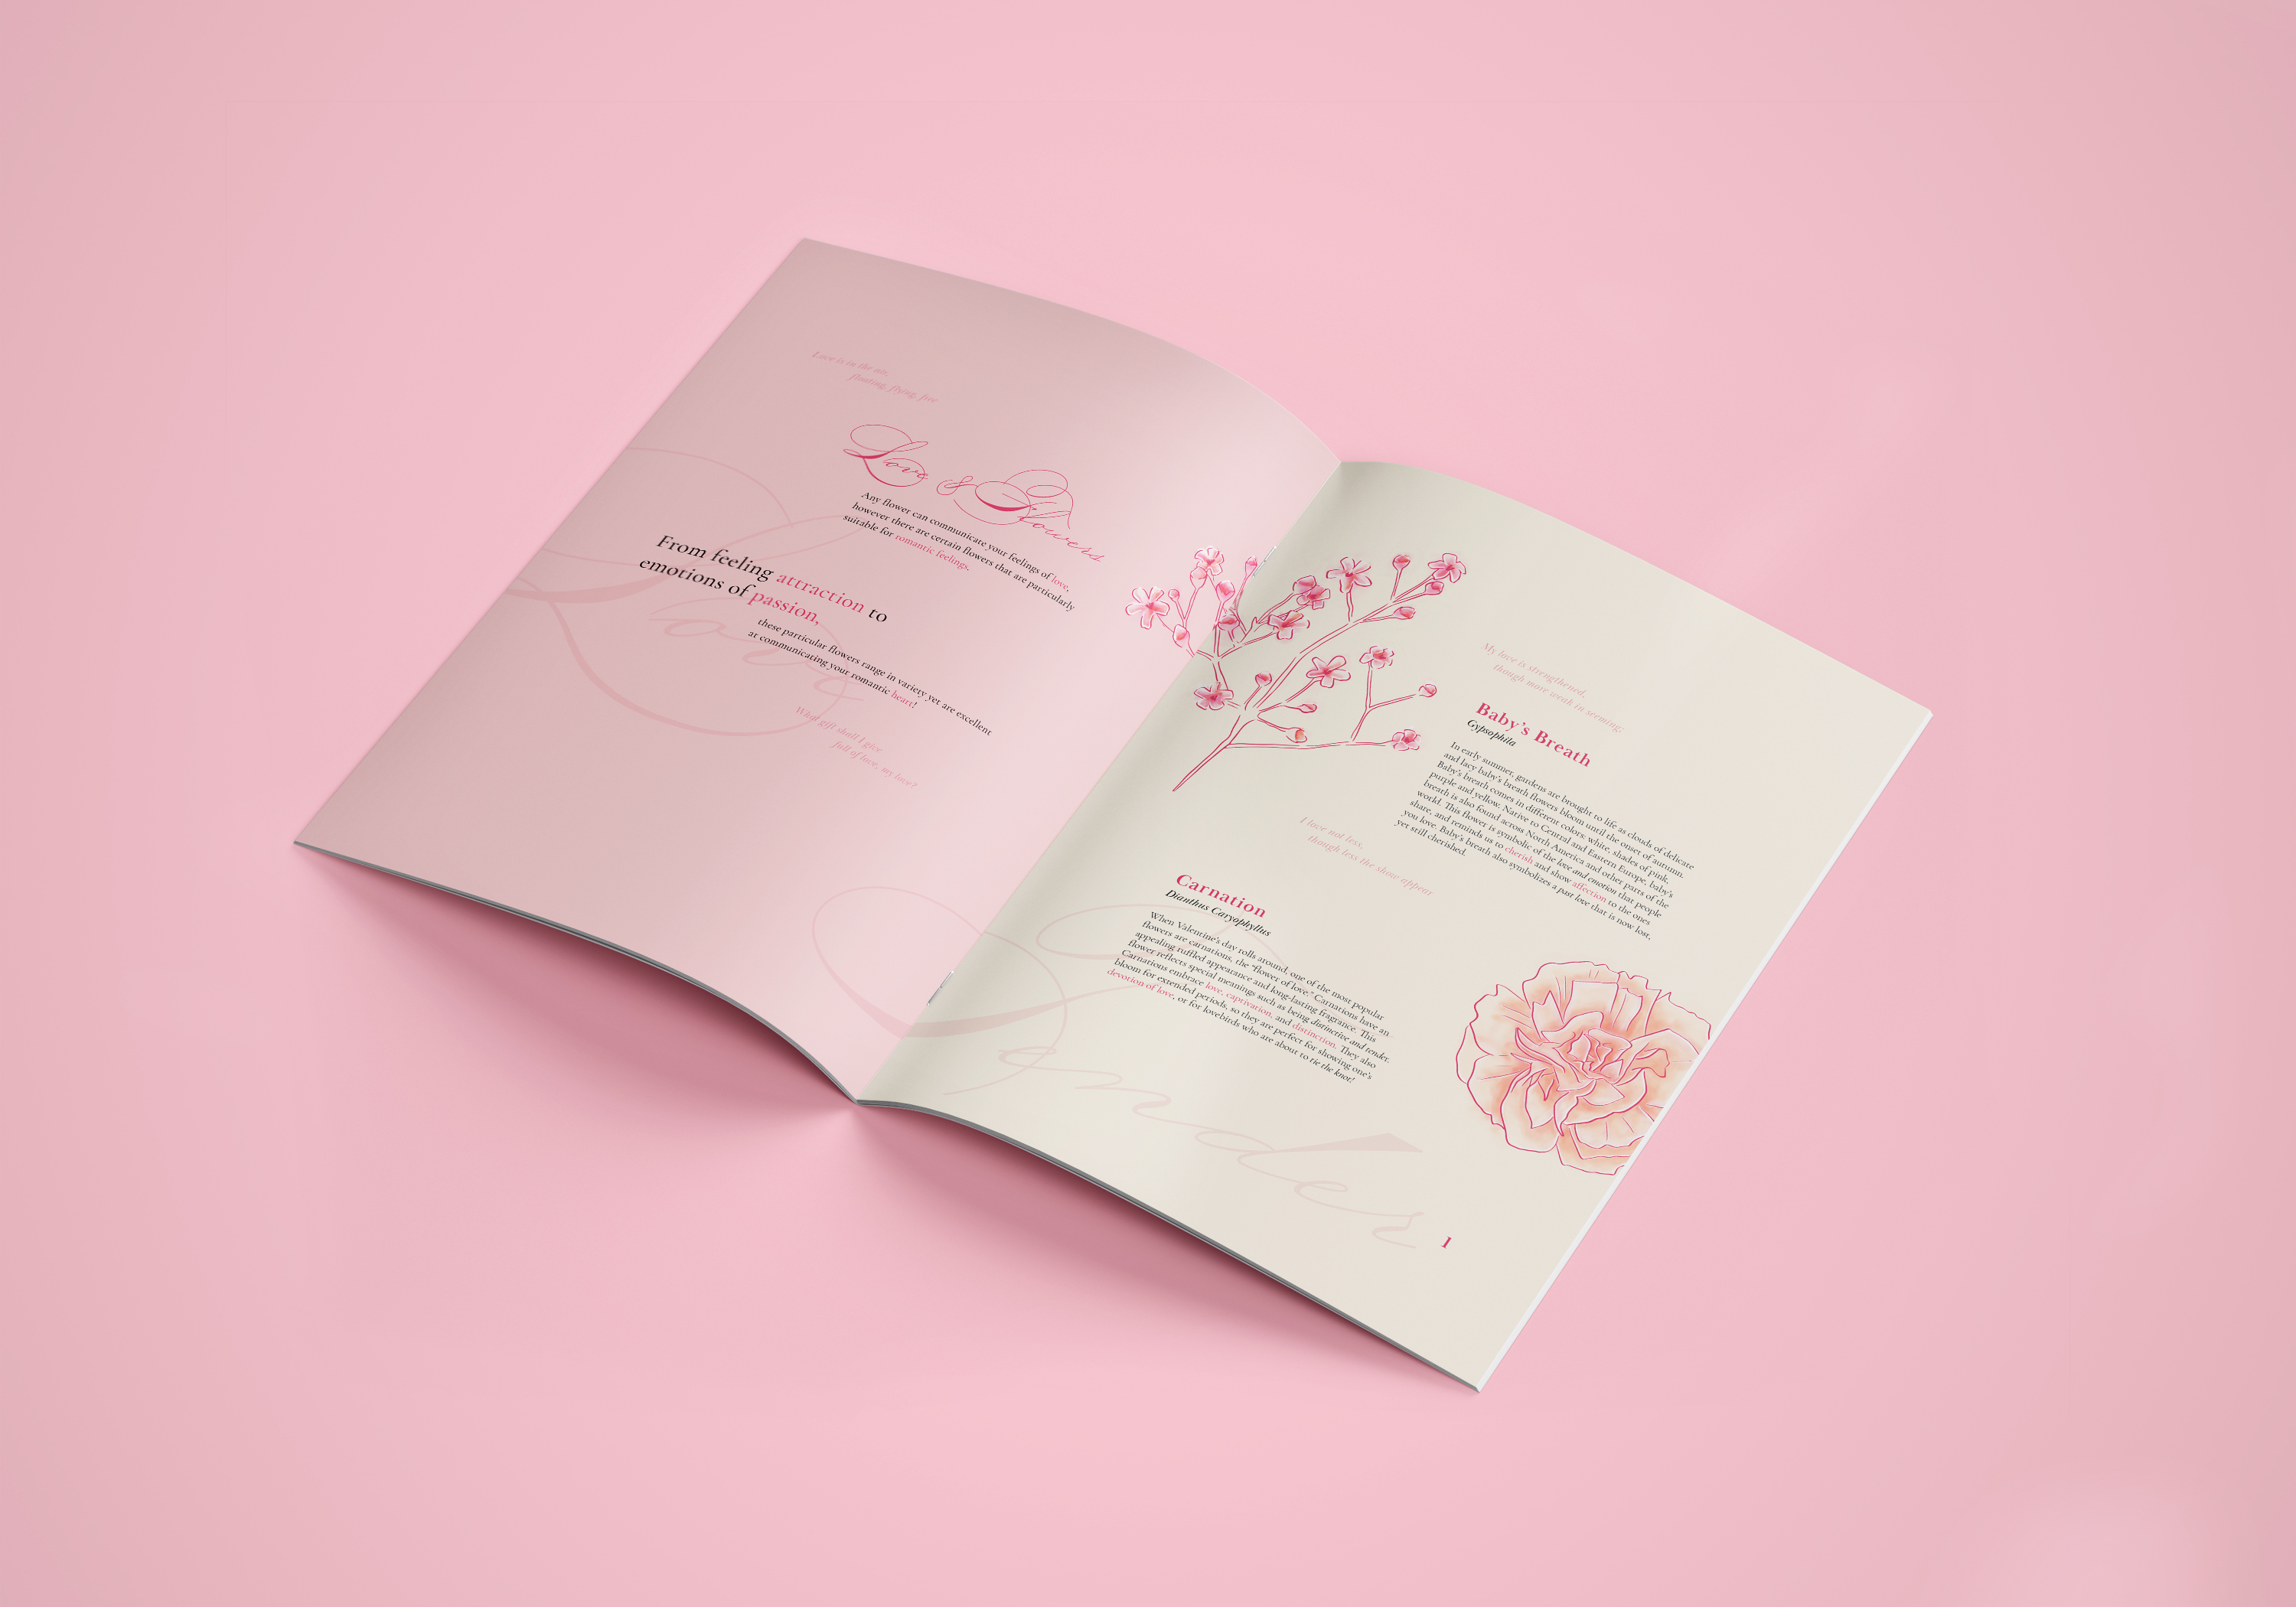 Love is in the air,
floating, flying, free
Love & Flowers
Any flower can communicate your feelings of love,
however there are certain flowers that are particularly
suitable for romantic feelings.
From feeling attraction to
emotions of passion,
these particular flowers range in variety yet are excellent
at communicating your romantic heart!
What gift shall I give
full of love, my love?
Love
My love is strengthened,
though more weak in seeming;
Baby's Breath
Gypsophila
In early summer, gardens are brought to life as clouds of delicate
and lacy baby's breath flowers bloom until the onset of autumn.
Baby's breath comes in different colors: white, shades of pink,
purple and yellow. Native to Central and Eastern Europe, baby's
breath is also found across North America and other parts of the
world. This flower is symbolic of the love and emotion that people
share, and reminds us to cherish and show affection to the ones
you love. Baby's breath also symbolizes a past love that is now lost,
yet still cherished.
I love not less,
though less the show appear
Carnation
Dianthus Caryophyllus
When Valentine's day rolls around, one of the most popular
flowers are carnations, the "flower of love." Carnations have an
appealing ruffled appearance and long-lasting fragrance. This
flower reflects special meanings such as being distinctive and tender.
Carnations embrace love, captivation, and distinction. They also
bloom for extended periods, so they are perfect for showing one's
devotion of love, or for lovebirds who are about to tie the knot!
Tender
1